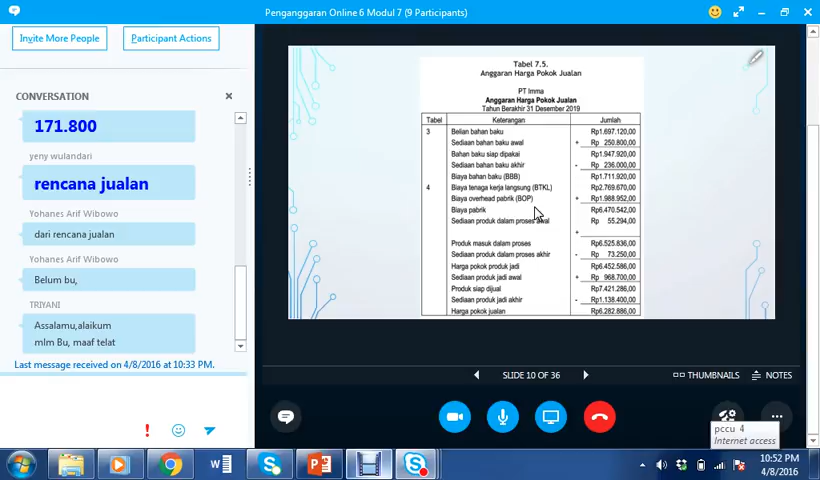 Penganggaran Online 6 Modul 7 (9 Participants)
Invite More People
Participant Actions
CONVERSATION
171.800
yeny wulandari
rencana jualan
Yohanes Arif Wibowo
dari rencana jualan
Yohanes Arif Wibowo
Belum bu,
TRIYANI
Assalamu,alaikum
mlm Bu, maaf telat
Last message received on 4/8/2016 at 10:33 PM.
Tabel 7.5.
Anggaran Harga Pokok Jualan
PT Imma
Anggaran Harga Pokok Jualan
Tahun Berakhir 31 Desember 2019
Tabel Keterangan Jumlah
3 Belian bahan baku Rp1.697.120,00
Sediaan bahan baku awal + Rp 250.800,00
Bahan baku siap dipakai Rp1.947.920,00
Sediaan bahan baku akhir - Rp 236.000,00
Biaya bahan baku (BBB) Rp1.711.920,00
4 Biaya tenaga kerja langsung (BTKL) Rp2.769.670,00
Biaya overhead pabrik (BOP) + Rp1.988.952,00
Biaya pabrik Rp6.470.542,00
Sediaan produk dalam proses awal Rp 55.294,00
+
Produk masuk dalam proses Rp6.525.836,00
Sediaan produk dalam proses akhir - Rp 73.250,00
Harga pokok produk jadi Rp6.452.586,00
Sediaan produk jadi awal + Rp 968.700,00
Produk siap dijual Rp7.421.286,00
Sediaan produk jadi akhir - Rp1.138.400,00
Harga pokok jualan Rp6.282.886,00
SLIDE 10 OF 36
THUMBNAILS
NOTES
pccu 4
Internet access
10:52 PM
4/8/2016